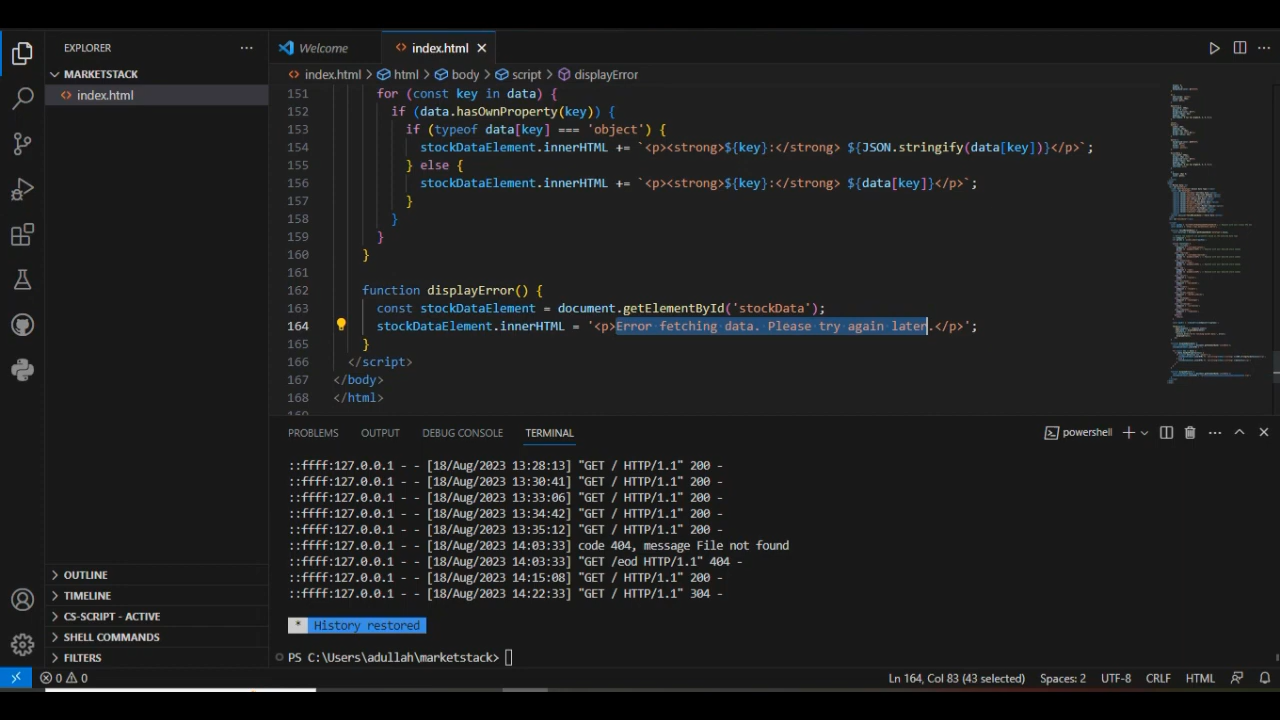 EXPLORER
Welcome
index.html
MARKETSTACK
index.html
index.html > html > body > script > displayError
151 for (const key in data) {
152 if (data.hasOwnProperty(key)) {
153 if (typeof data[key] === 'object') {
154 stockDataElement.innerHTML += `<p><strong>${key}:</strong> ${JSON.stringify(data[key])}</p>`;
155 } else {
156 stockDataElement.innerHTML += `<p><strong>${key}:</strong> ${data[key]}</p>`;
157 }
158 }
159 }
160 }
161
162 function displayError() {
163 const stockDataElement = document.getElementById('stockData');
164 stockDataElement.innerHTML = '<p>Error fetching data. Please try again later.</p>';
165 }
166 </script>
167 </body>
168 </html>
169
PROBLEMS OUTPUT DEBUG CONSOLE TERMINAL
powershell
::ffff:127.0.0.1 - - [18/Aug/2023 13:28:13] "GET / HTTP/1.1" 200 -
::ffff:127.0.0.1 - - [18/Aug/2023 13:30:41] "GET / HTTP/1.1" 200 -
::ffff:127.0.0.1 - - [18/Aug/2023 13:33:06] "GET / HTTP/1.1" 200 -
::ffff:127.0.0.1 - - [18/Aug/2023 13:34:42] "GET / HTTP/1.1" 200 -
::ffff:127.0.0.1 - - [18/Aug/2023 13:35:12] "GET / HTTP/1.1" 200 -
::ffff:127.0.0.1 - - [18/Aug/2023 14:03:33] code 404, message File not found
::ffff:127.0.0.1 - - [18/Aug/2023 14:03:33] "GET /eod HTTP/1.1" 404 -
::ffff:127.0.0.1 - - [18/Aug/2023 14:15:08] "GET / HTTP/1.1" 200 -
::ffff:127.0.0.1 - - [18/Aug/2023 14:22:33] "GET / HTTP/1.1" 304 -
* History restored
PS C:\Users\adullah\marketstack>
OUTLINE
TIMELINE
CS-SCRIPT - ACTIVE
SHELL COMMANDS
FILTERS
0 0
Ln 164, Col 83 (43 selected) Spaces: 2 UTF-8 CRLF HTML